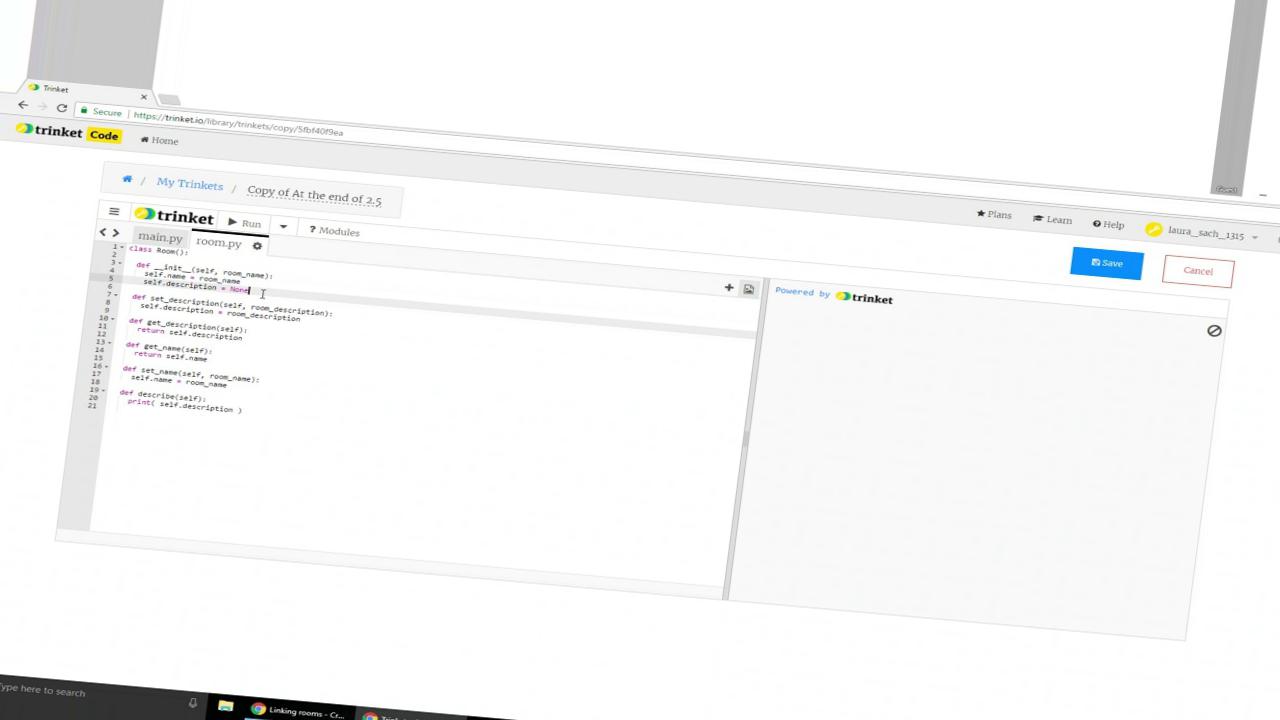 Trinket
Secure https://trinket.io/library/trinkets/copy/5fbf40f9ea
trinket Code Home
/ My Trinkets / Copy of At the end of 2.5
Plans Learn Help laura_sach_1315
trinket Run ? Modules
Save Cancel
main.py room.py
1 class Room():
2
3 def __init__(self, room_name):
4 self.name = room_name
5 self.description = None
6
7 def set_description(self, room_description):
8 self.description = room_description
9
10 def get_description(self):
11 return self.description
12
13 def get_name(self):
14 return self.name
15
16 def set_name(self, room_name):
17 self.name = room_name
18
19 def describe(self):
20 print( self.description )
21
Powered by trinket
Guest
Type here to search
Linking rooms - Cr...